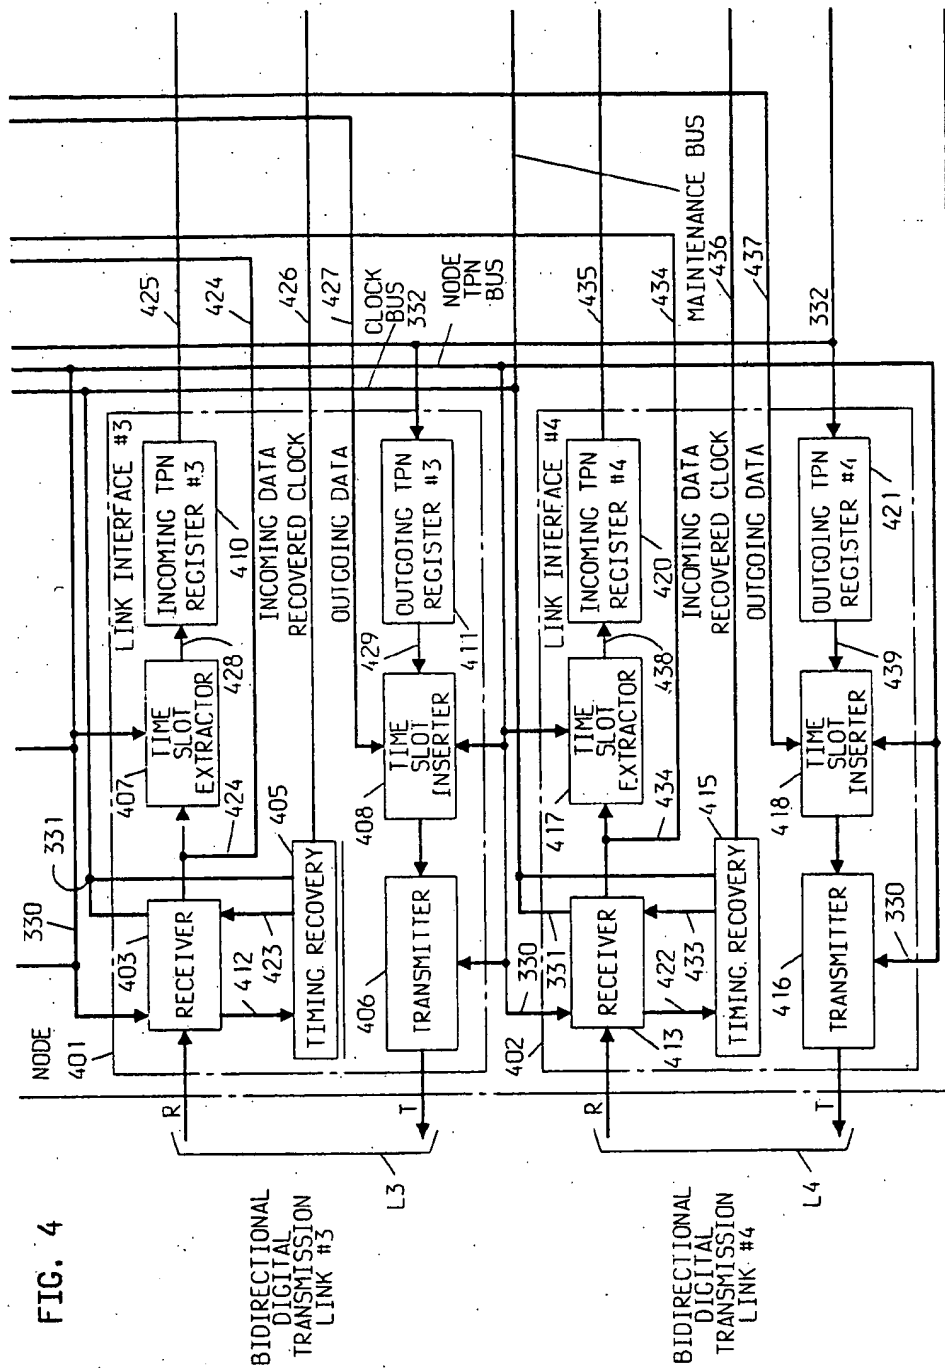 FIG. 4
BIDIRECTIONAL
DIGITAL
TRANSMISSION
LINK #3
L3
R
T
NODE
401
330
331
LINK INTERFACE #3
403
RECEIVER
412
423
405
TIMING RECOVERY
407
TIME
SLOT
EXTRACTOR
424
428
INCOMING TPN
REGISTER #3
410
INCOMING DATA
RECOVERED CLOCK
OUTGOING DATA
406
TRANSMITTER
408
TIME
SLOT
INSERTER
429
OUTGOING TPN
REGISTER #3
411
425
424
426
427
CLOCK
BUS
332
NODE
TPN
BUS
MAINTENANCE BUS
BIDIRECTIONAL
DIGITAL
TRANSMISSION
LINK #4
L4
R
T
402
330
331
LINK INTERFACE #4
RECEIVER
413
422
433
415
TIMING RECOVERY
417
TIME
SLOT
EXTRACTOR
434
438
INCOMING TPN
REGISTER #4
420
INCOMING DATA
RECOVERED CLOCK
OUTGOING DATA
416
TRANSMITTER
330
418
TIME
SLOT
INSERTER
439
OUTGOING TPN
REGISTER #4
421
435
434
436
437
332